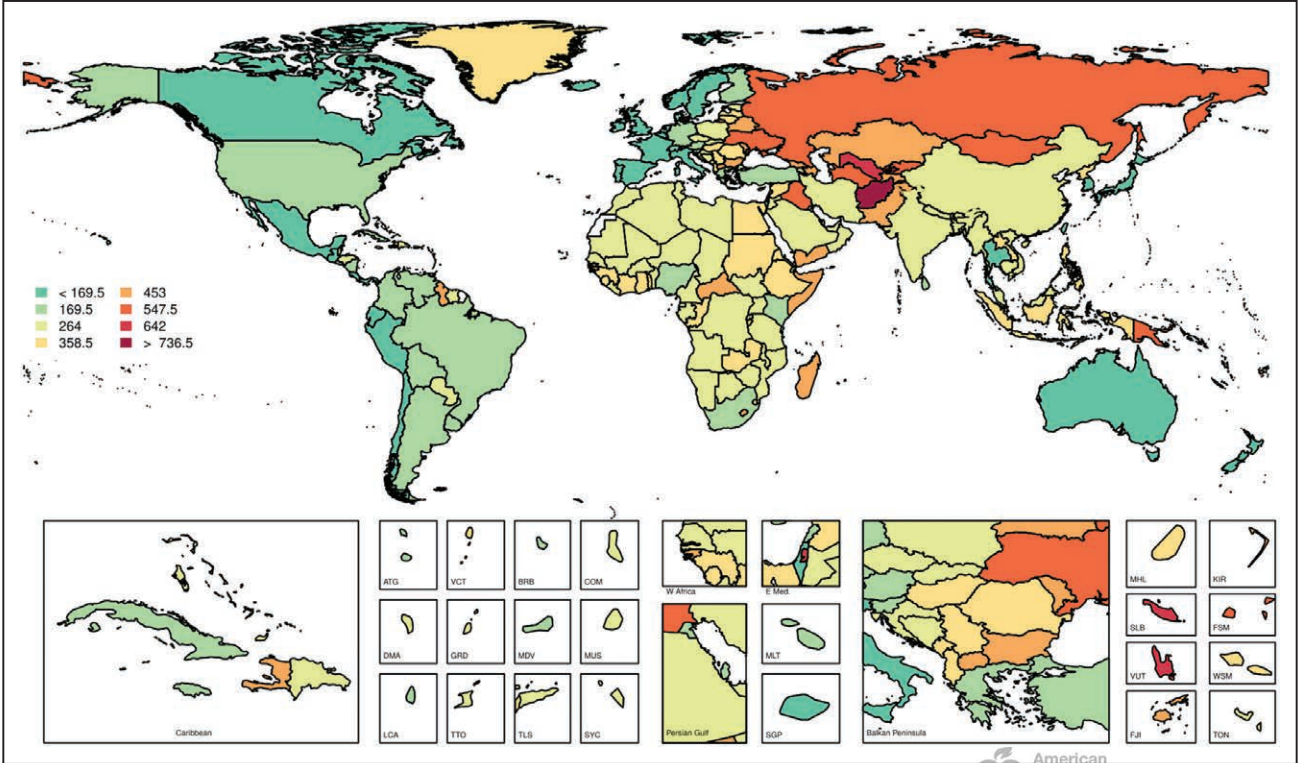 < 169.5
169.5
264
358.5
453
547.5
642
> 736.5
Caribbean
ATG
VCT
BRB
COM
DMA
GRD
MDV
MUS
LCA
TTO
TLS
SYC
W Africa
E Med.
Persian Gulf
MLT
SGP
Balkan Peninsula
MHL
KIR
SLB
FSM
VUT
WSM
FJI
TON
American